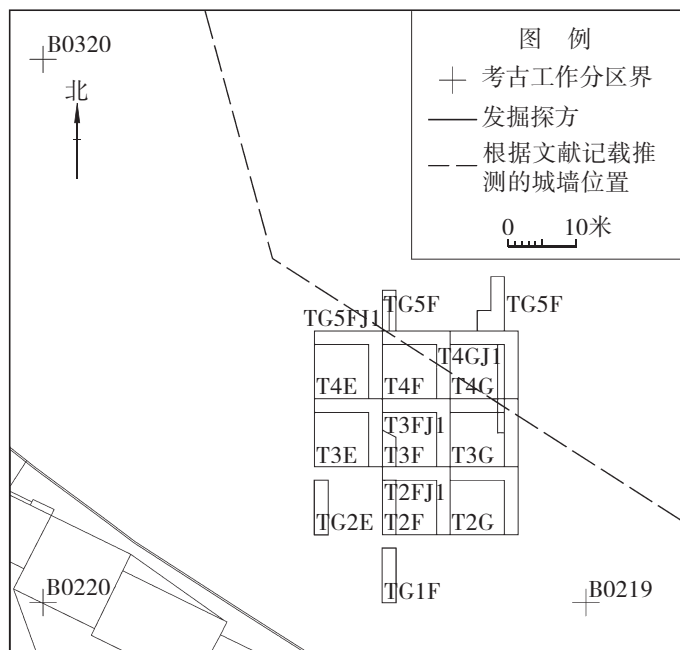 B0320
北
图 例
考古工作分区界
发掘探方
根据文献记载推
测的城墙位置
0 10米
TG5F
TG5F
TG5FJ1
T4GJ1
T4E
T4F
T4G
T3FJ1
T3E
T3F
T3G
T2FJ1
TG2E
T2F
T2G
B0220
TG1F
B0219